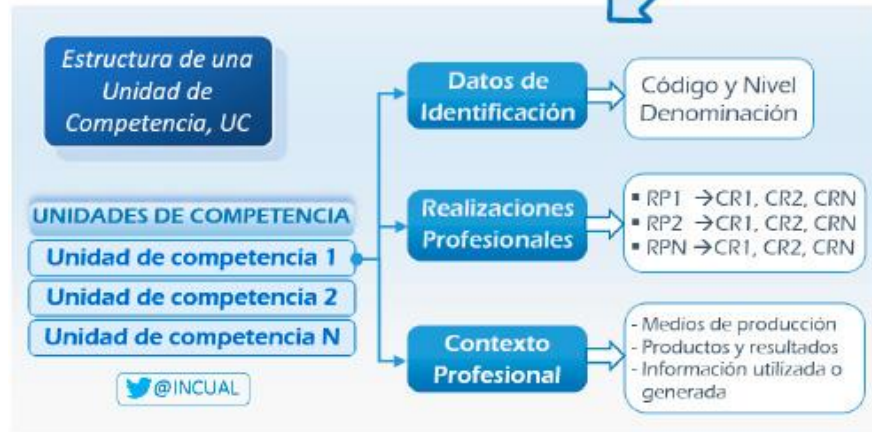 Estructura de una
Unidad de
Competencia, UC
UNIDADES DE COMPETENCIA
Unidad de competencia 1
Unidad de competencia 2
Unidad de competencia N
@INCUAL
Datos de
Identificación
Código y Nivel
Denominación
Realizaciones
Profesionales
▪ RP1 →CR1, CR2, CRN
▪ RP2 →CR1, CR2, CRN
▪ RPN →CR1, CR2, CRN
Contexto
Profesional
- Medios de producción
- Productos y resultados
- Información utilizada o
generada